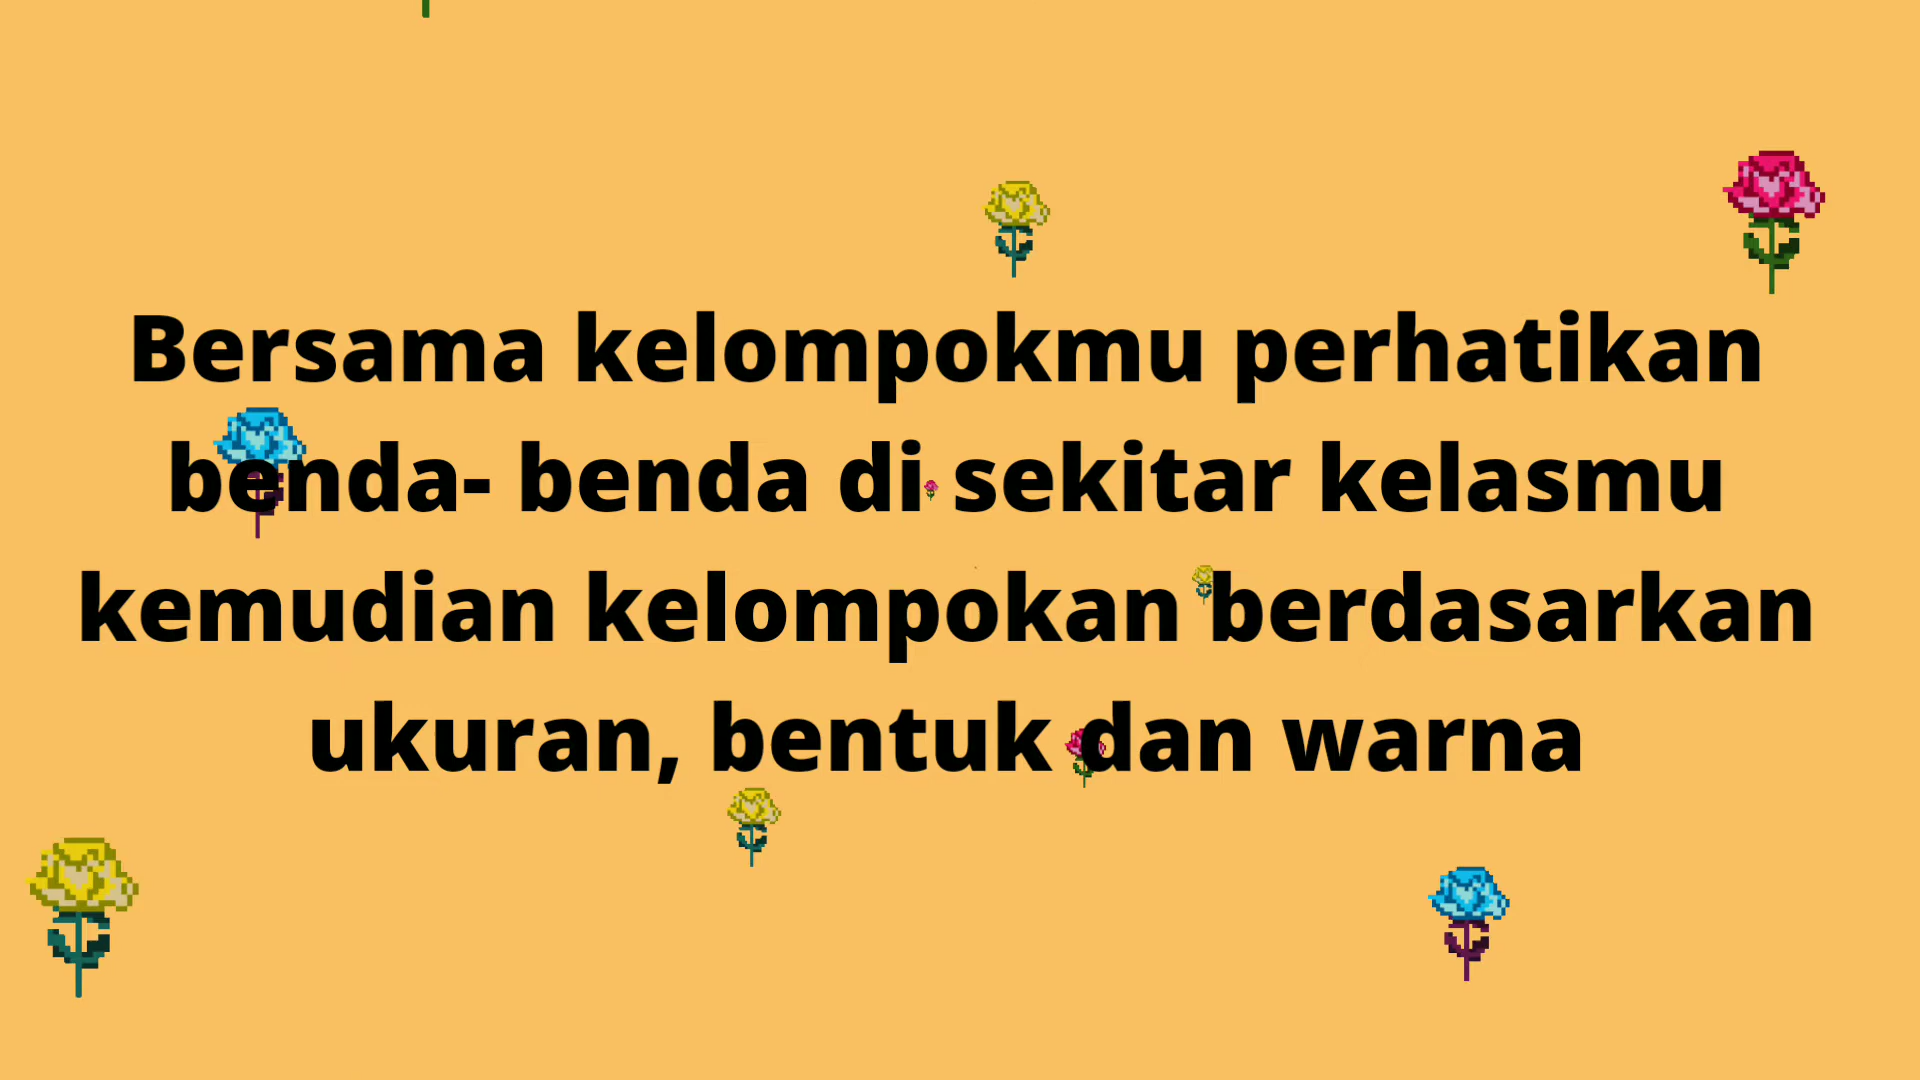 Bersama kelompokmu perhatikan
benda- benda di sekitar kelasmu
kemudian kelompokan berdasarkan
ukuran, bentuk dan warna